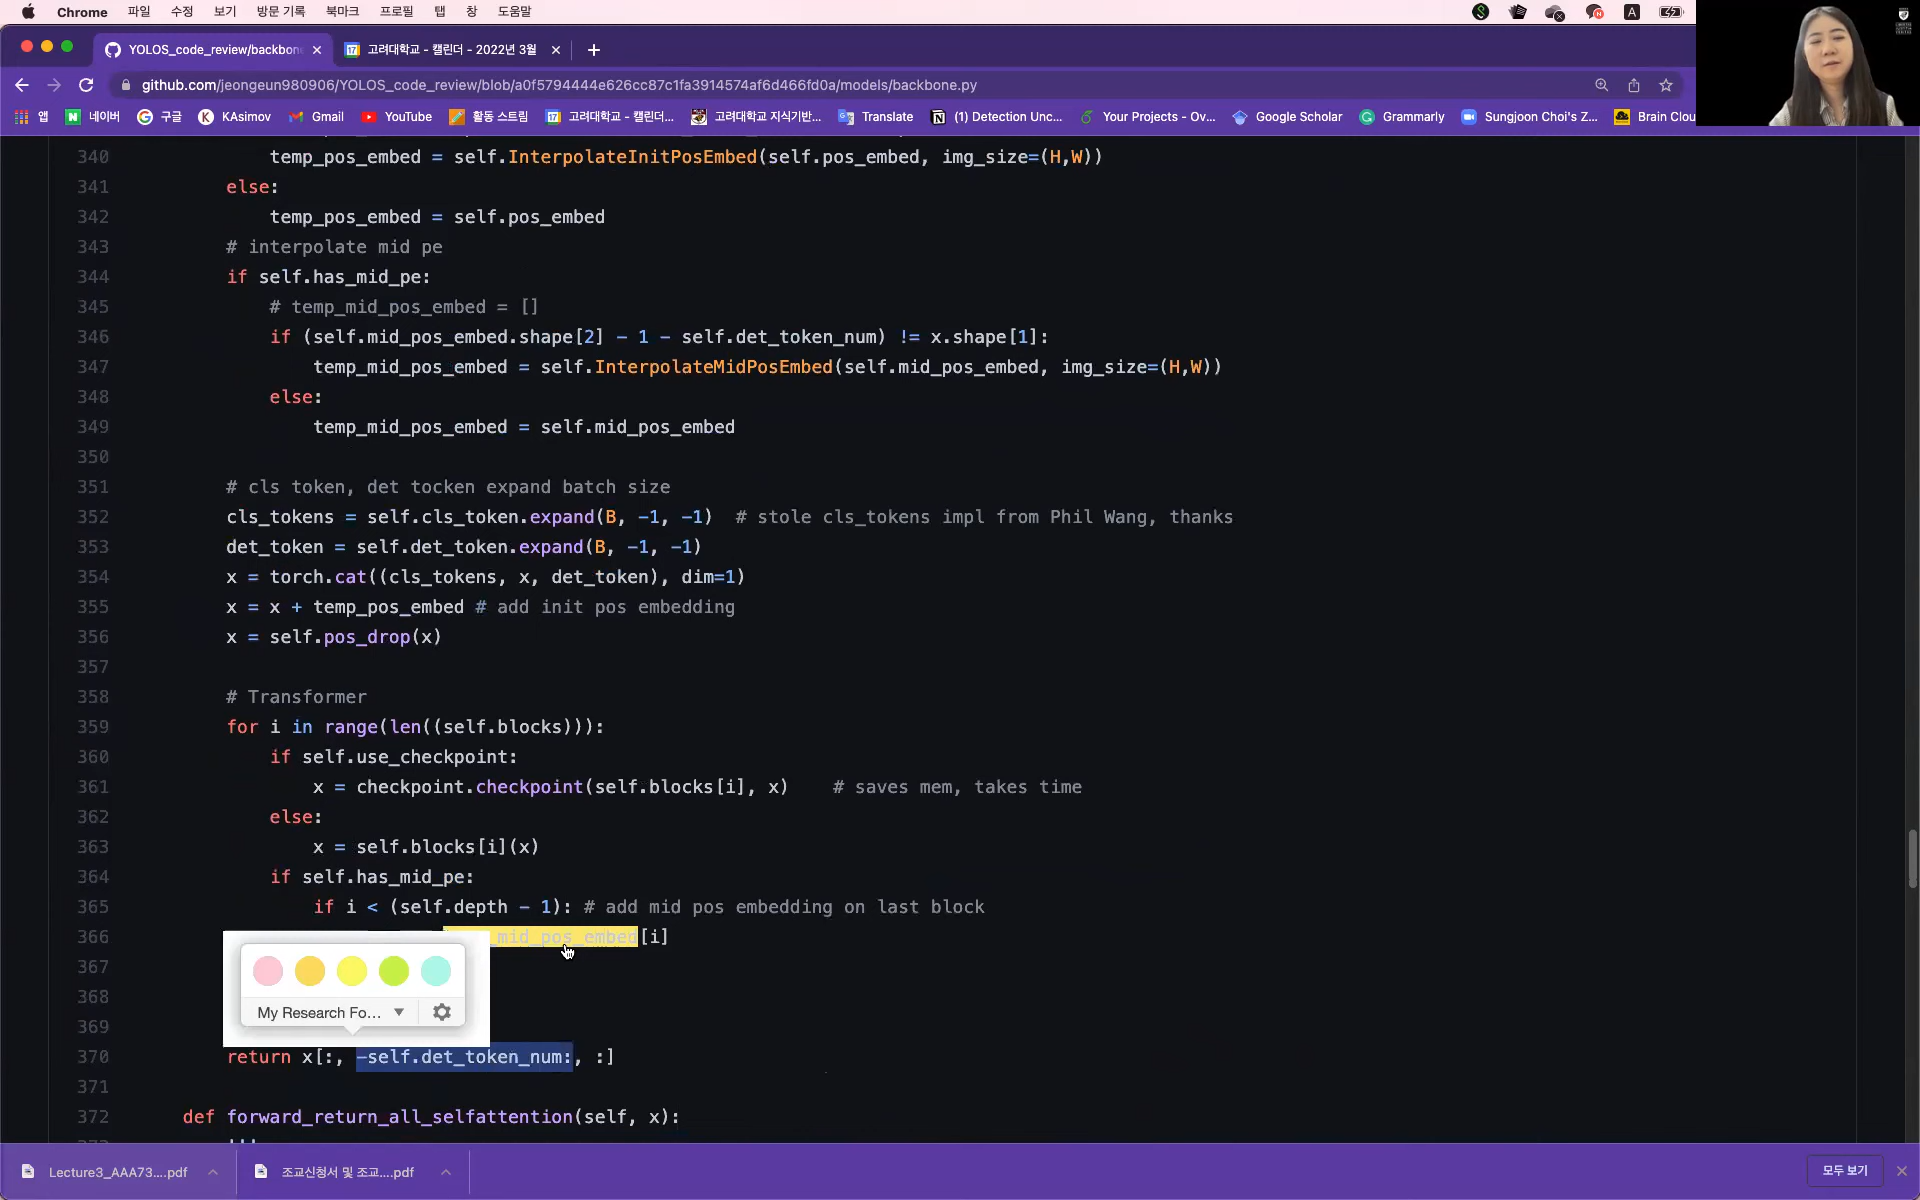 Chrome 파일 수정 보기 방문 기록 북마크 프로필 탭 창 도움말 A
YOLOS_code_review/backbon
17 고려대학교 - 캘린더 - 2022년 3월
github.com/jeongeun980906/YOLOS_code_review/blob/a0f5794444e626cc87c1fa3914574af6d466fd0a/models/backbone.py
앱 네이버 구글 KAsimov Gmail YouTube 활동 스트림 고려대학교 - 캘린더... 고려대학교 지식기반... Translate (1) Detection Unc... Your Projects - Ov... Google Scholar Grammarly Sungjoon Choi's Z... Brain Clou
340 temp_pos_embed = self.InterpolateInitPosEmbed(self.pos_embed, img_size=(H,W))
341 else:
342 temp_pos_embed = self.pos_embed
343 # interpolate mid pe
344 if self.has_mid_pe:
345 # temp_mid_pos_embed = []
346 if (self.mid_pos_embed.shape[2] - 1 - self.det_token_num) != x.shape[1]:
347 temp_mid_pos_embed = self.InterpolateMidPosEmbed(self.mid_pos_embed, img_size=(H,W))
348 else:
349 temp_mid_pos_embed = self.mid_pos_embed
350
351 # cls token, det tocken expand batch size
352 cls_tokens = self.cls_token.expand(B, -1, -1) # stole cls_tokens impl from Phil Wang, thanks
353 det_token = self.det_token.expand(B, -1, -1)
354 x = torch.cat((cls_tokens, x, det_token), dim=1)
355 x = x + temp_pos_embed # add init pos embedding
356 x = self.pos_drop(x)
357
358 # Transformer
359 for i in range(len((self.blocks))):
360 if self.use_checkpoint:
361 x = checkpoint.checkpoint(self.blocks[i], x) # saves mem, takes time
362 else:
363 x = self.blocks[i](x)
364 if self.has_mid_pe:
365 if i < (self.depth - 1): # add mid pos embedding on last block
366 _mid_pos_embed[i]
367
368
369
My Research Fo...
370 return x[:, -self.det_token_num:, :]
371
372 def forward_return_all_selfattention(self, x):
Lecture3_AAA73....pdf
조교신청서 및 조교....pdf
모두 보기